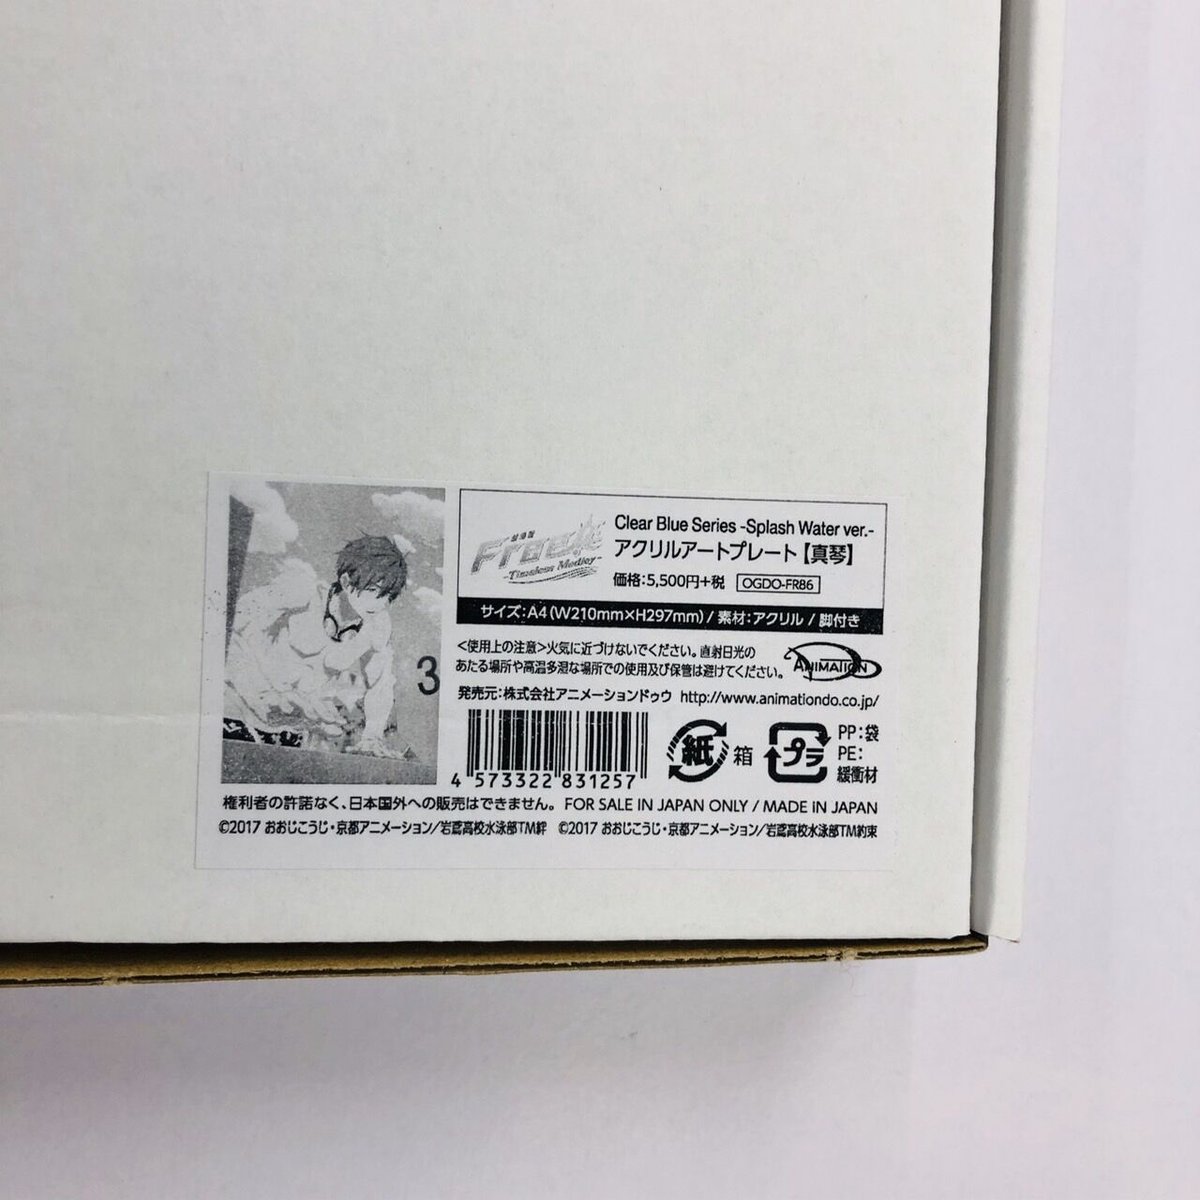 劇場版
Free!
-Timeless Medley-
Clear Blue Series -Splash Water ver.-
アクリルアートプレート【真琴】
価格:5,500円+税 OGDO-FR86
サイズ:A4(W210mm×H297mm)/ 素材:アクリル / 脚付き
<使用上の注意>火気に近づけないでください。直射日光の
あたる場所や高温多湿な場所での使用及び保管は避けてください。
ANIMATION DO
発売元:株式会社アニメーションドゥウ http://www.animationdo.co.jp/
3
4 573322 831257
紙 箱
プラ PP:袋
PE:
緩衝材
権利者の許諾なく、日本国外への販売はできません。 FOR SALE IN JAPAN ONLY / MADE IN JAPAN
©2017 おおじこうじ・京都アニメーション/岩鳶高校水泳部TM絆 ©2017 おおじこうじ・京都アニメーション/岩鳶高校水泳部TM約束